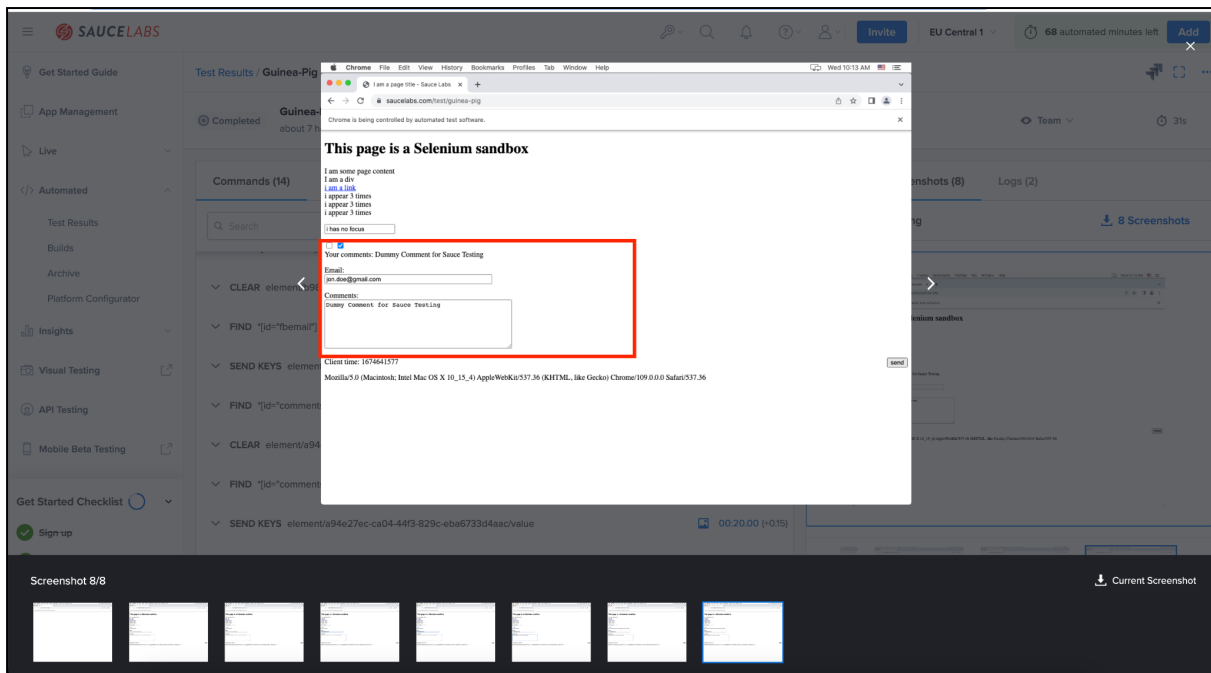 SAUCELABS
Invite
EU Central 1
68 automated minutes left
Add
Get Started Guide
App Management
Live
Automated
Test Results
Builds
Archive
Platform Configurator
Insights
Visual Testing
API Testing
Mobile Beta Testing
Get Started Checklist
Sign up
Test Results / Guinea-Pig
Completed
about 7
Team
31s
Commands (14)
Screenshots (8)
Logs (2)
Search
8 Screenshots
CLEAR
FIND *[id="fbemail"]
SEND KEYS
FIND
CLEAR element/a94
FIND
SEND KEYS element/a94e27ec-ca04-44f3-829c-eba6733d4aac/value
00:20.00 (+0.15)
Chrome File Edit View History Bookmarks Profiles Tab Window Help
Wed 10:13 AM
I am a page title - Sauce Labs
saucelabs.com/test/guinea-pig
Chrome is being controlled by automated test software.
This page is a Selenium sandbox
I am some page content
I am a div
i am a link
i appear 3 times
i appear 3 times
i appear 3 times
i has no focus
Your comments: Dummy Comment for Sauce Testing
Email:
jon.doe@gmail.com
Comments:
Dummy Comment for Sauce Testing
Client time: 1674641577
send
Mozilla/5.0 (Macintosh; Intel Mac OS X 10_15_4) AppleWebKit/537.36 (KHTML, like Gecko) Chrome/109.0.0.0 Safari/537.36
Screenshot 8/8
Current Screenshot